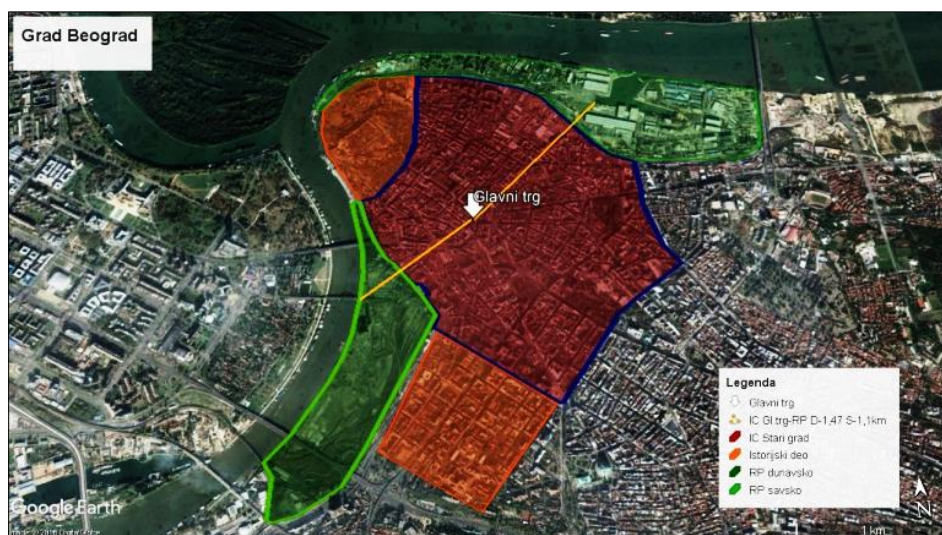 Grad Beograd
Glavni trg
Legenda
Glavni trg
IC Gl.trg-RP D-1,47 S-1,1km
IC Stari grad
Istorijski deo
RP dunavsko
RP savsko
Google Earth
N
1 km